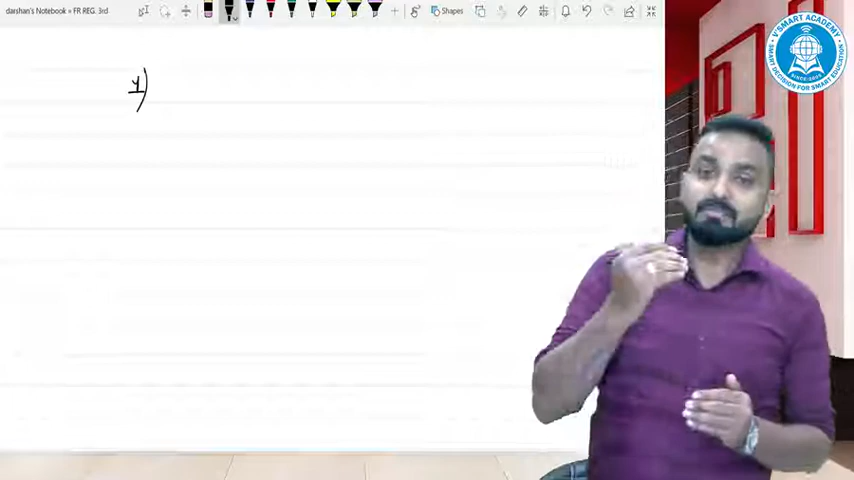 darshan's Notebook » FR REG. 3rd
Shapes
4)
V'SMART ACADEMY
SMART DECISION FOR SMART EDUCATION